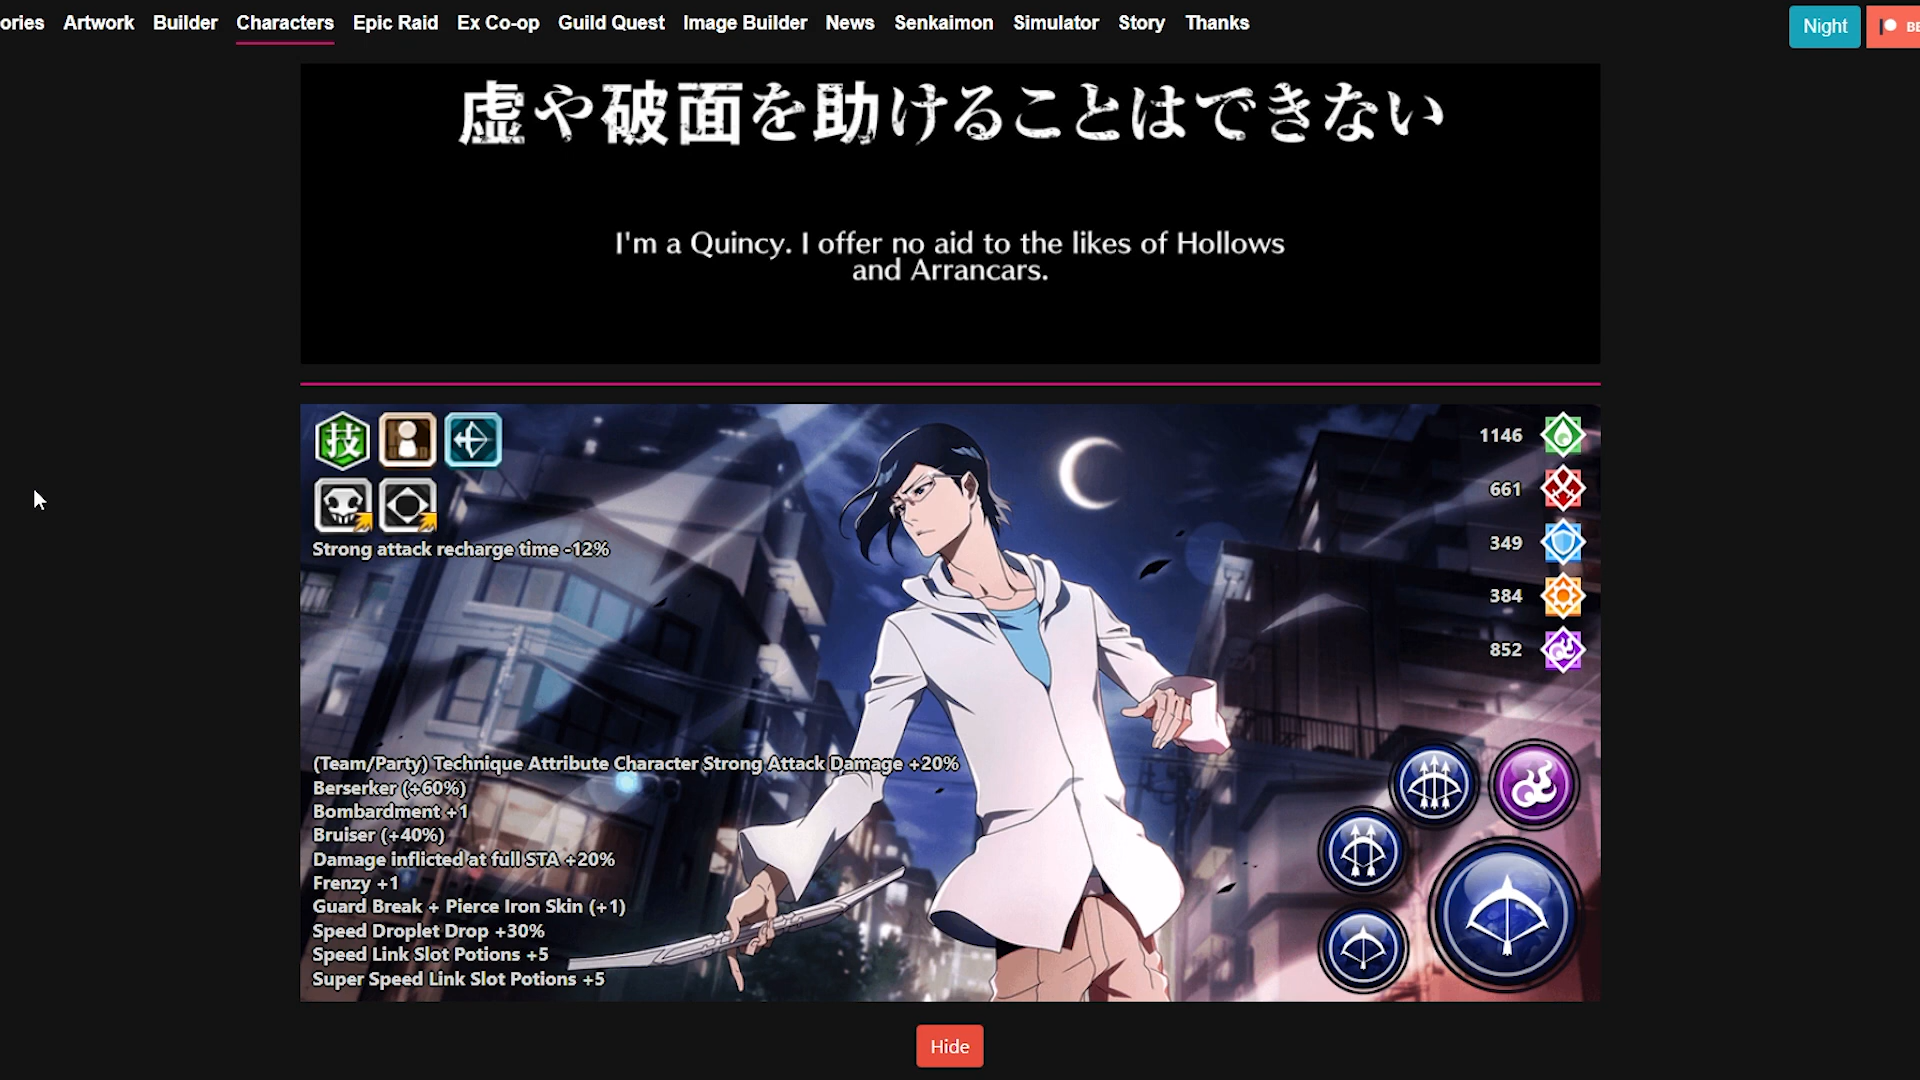 ories Artwork Builder Characters Epic Raid Ex Co-op Guild Quest Image Builder News Senkaimon Simulator Story Thanks Night BE
虚や破面を助けることはできない
I'm a Quincy. I offer no aid to the likes of Hollows
and Arrancars.
技
1146
661
Strong attack recharge time -12%
349
384
852
(Team/Party) Technique Attribute Character Strong Attack Damage +20%
Berserker (+60%)
Bombardment +1
Bruiser (+40%)
Damage inflicted at full STA +20%
Frenzy +1
Guard Break + Pierce Iron Skin (+1)
Speed Droplet Drop +30%
Speed Link Slot Potions +5
Super Speed Link Slot Potions +5
Hide